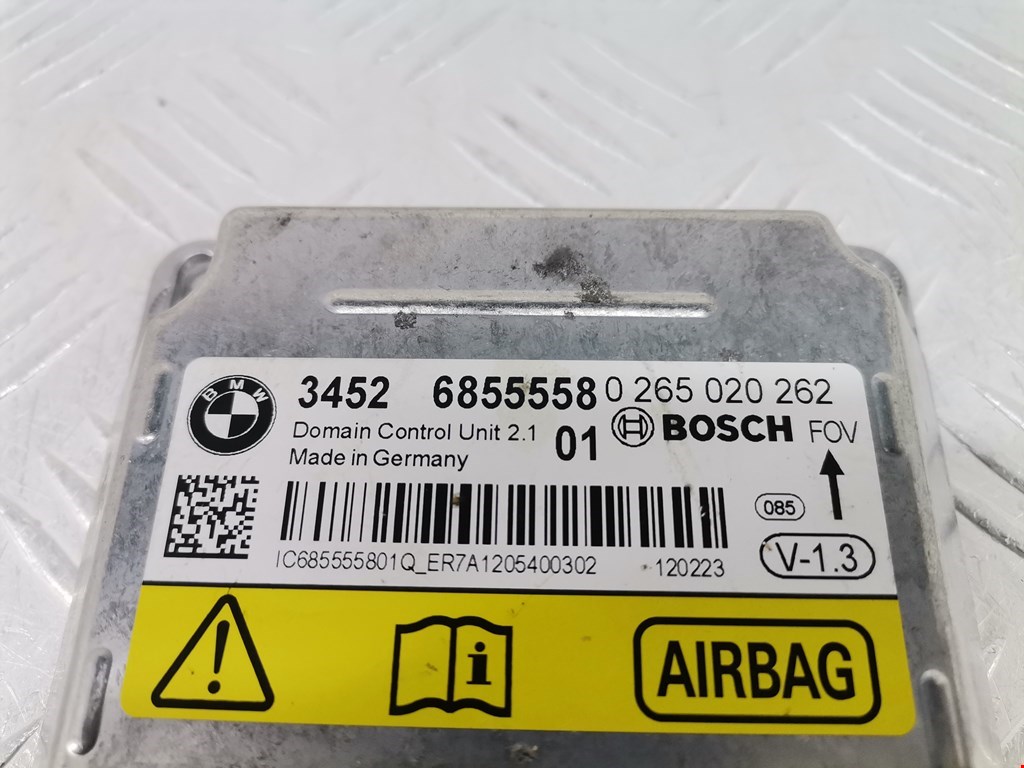 BMW
3452 6855558 0 265 020 262
Domain Control Unit 2.1 01 BOSCH FOV
Made in Germany
085
IC685555801Q_ER7A1205400302 120223 V-1.3
i AIRBAG